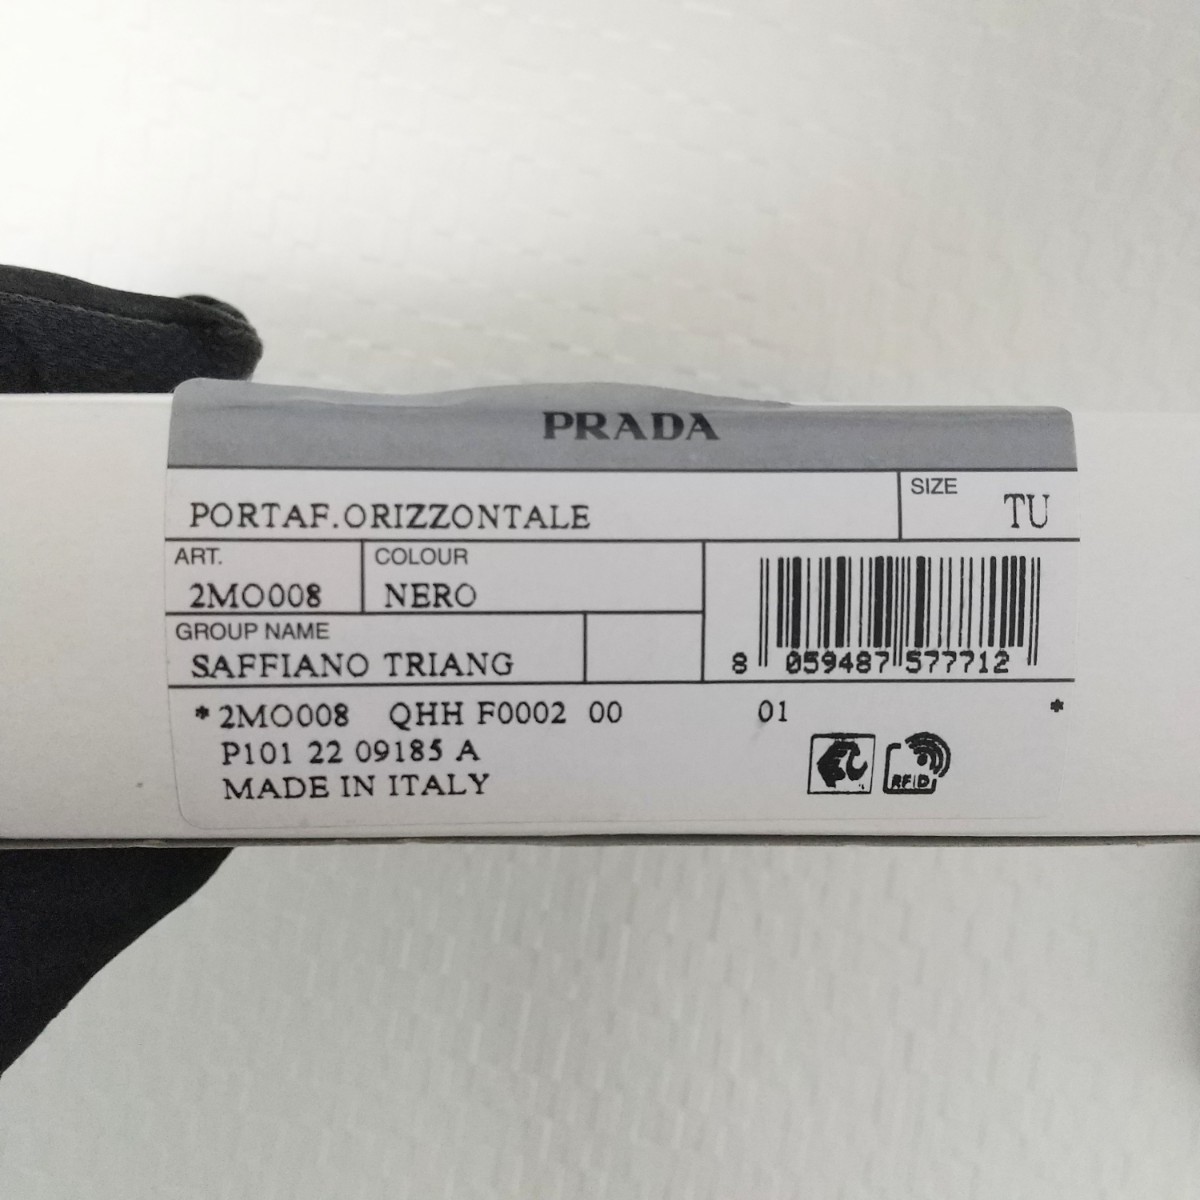 PRADA
PORTAF.ORIZZONTALE
SIZE
TU
ART.
2MO008
COLOUR
NERO
GROUP NAME
SAFFIANO TRIANG
8 059487 577712
*2MO008 QHH F0002 00 01 *
P101 22 09185 A
MADE IN ITALY
RFID